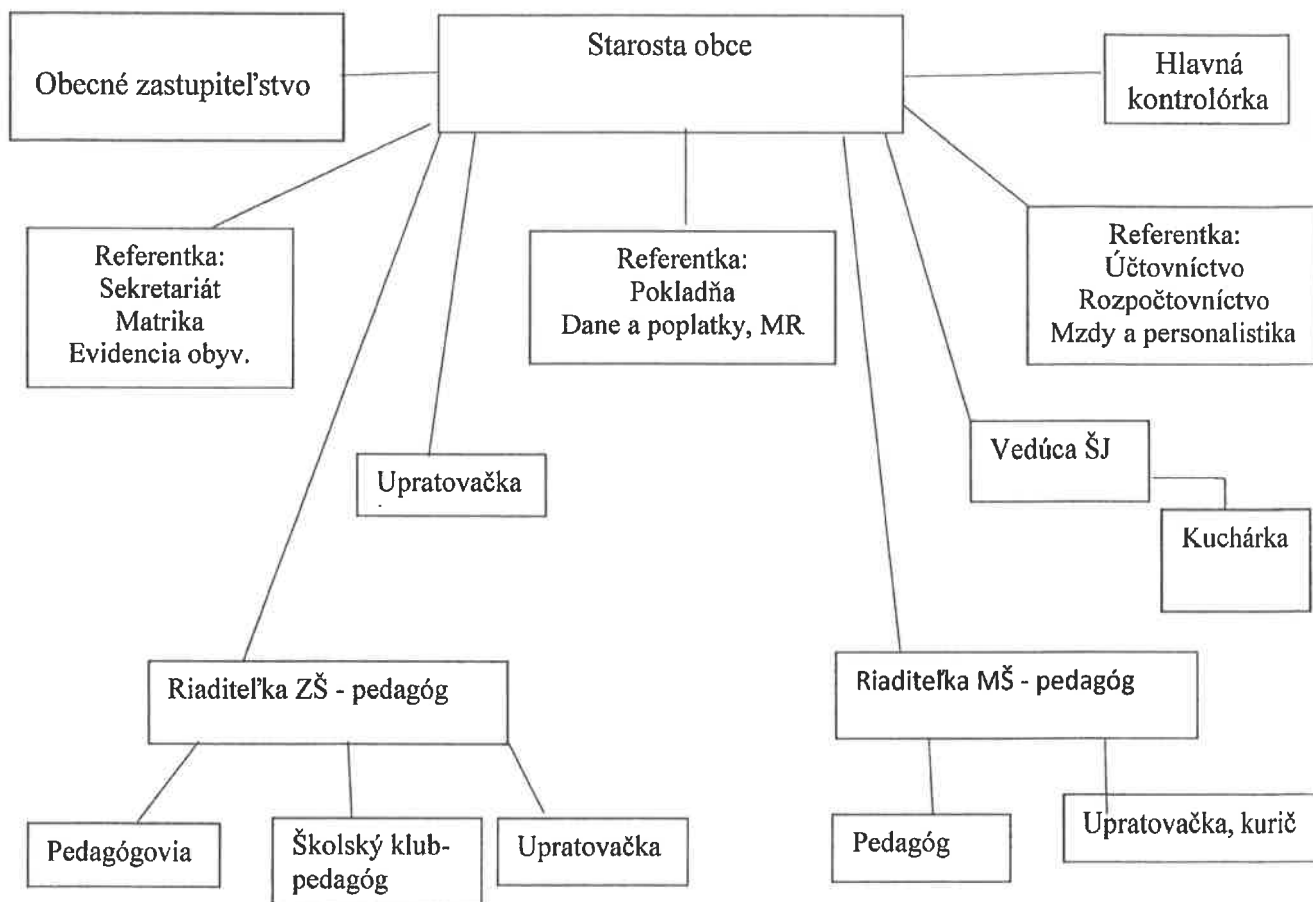 Starosta obce
Obecné zastupiteľstvo
Hlavná
kontrolórka
Referentka:
Sekretariát
Matrika
Evidencia obyv.
Referentka:
Pokladňa
Dane a poplatky, MR
Referentka:
Účtovníctvo
Rozpočtovníctvo
Mzdy a personalistika
Upratovačka
Vedúca ŠJ
Kuchárka
Riaditeľka ZŠ - pedagóg
Riaditeľka MŠ - pedagóg
Pedagógovia
Školský klub-
pedagóg
Upratovačka
Pedagóg
Upratovačka, kurič